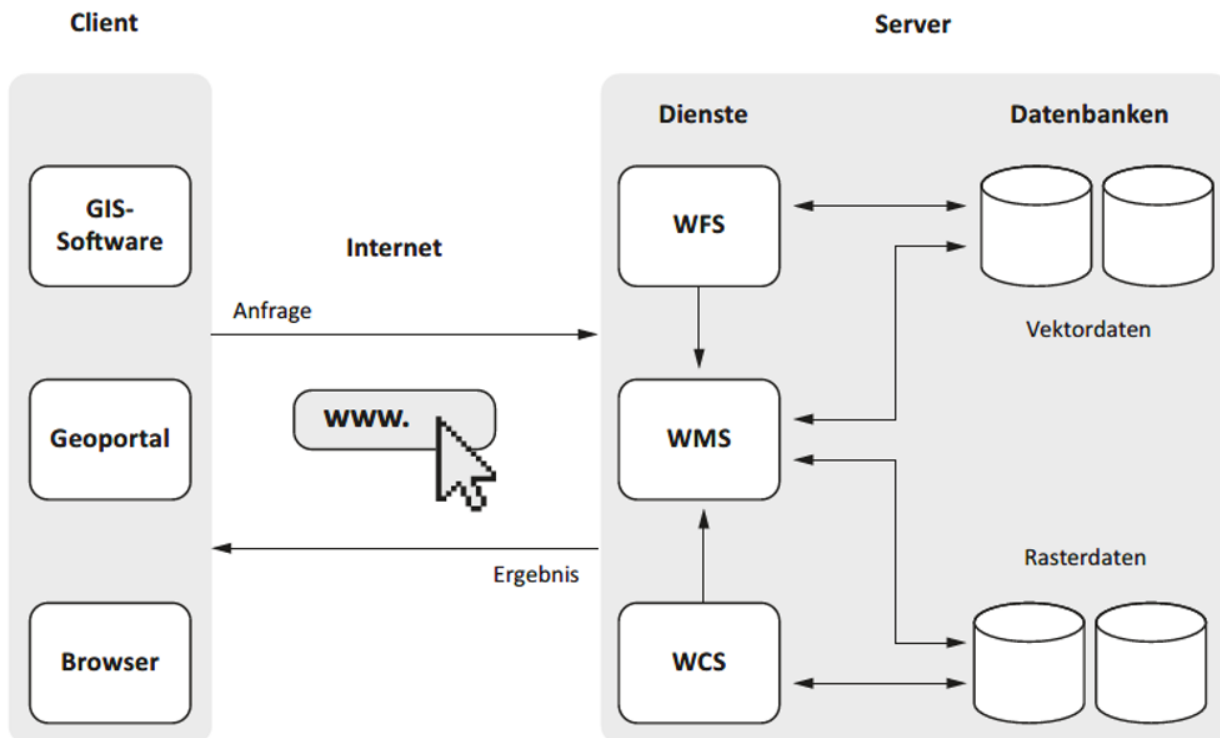 Client
Server
Dienste
Datenbanken
GIS-
Software
Internet
WFS
Anfrage
Vektordaten
Geoportal
www.
WMS
Ergebnis
Rasterdaten
Browser
WCS